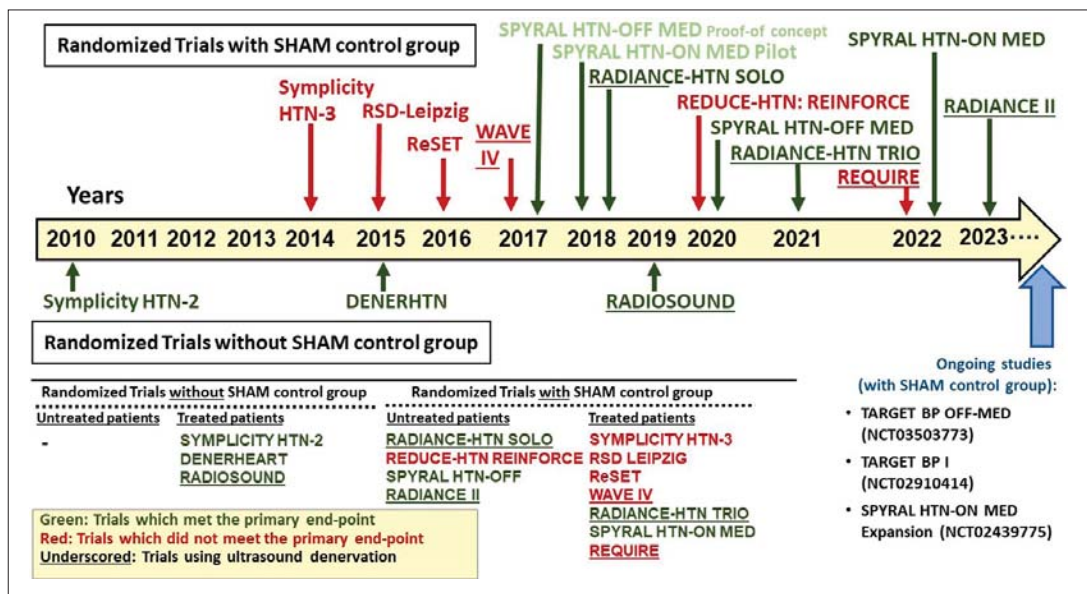 Randomized Trials with SHAM control group
SPYRAL HTN-OFF MED Proof-of concept
SPYRAL HTN-ON MED Pilot
RADIANCE-HTN SOLO
SPYRAL HTN-ON MED
Symplicity
HTN-3
RSD-Leipzig
ReSET
WAVE
IV
REDUCE-HTN: REINFORCE
SPYRAL HTN-OFF MED
RADIANCE-HTN TRIO
REQUIRE
RADIANCE II
Years
2010 2011 2012 2013 2014 2015 2016 2017 2018 2019 2020 2021 2022 2023····
Symplicity HTN-2
DENERHTN
RADIOSOUND
Randomized Trials without SHAM control group
Randomized Trials without SHAM control group
Untreated patients
-
Treated patients
SYMPLICITY HTN-2
DENERHEART
RADIOSOUND
Randomized Trials with SHAM control group
Untreated patients
RADIANCE-HTN SOLO
REDUCE-HTN REINFORCE
SPYRAL HTN-OFF
RADIANCE II
Treated patients
SYMPLICITY HTN-3
RSD LEIPZIG
ReSET
WAVE IV
RADIANCE-HTN TRIO
SPYRAL HTN-ON MED
REQUIRE
Green: Trials which met the primary end-point
Red: Trials which did not meet the primary end-point
Underscored: Trials using ultrasound denervation
Ongoing studies
(with SHAM control group):
• TARGET BP OFF-MED
(NCT03503773)
• TARGET BP I
(NCT02910414)
• SPYRAL HTN-ON MED
Expansion (NCT02439775)